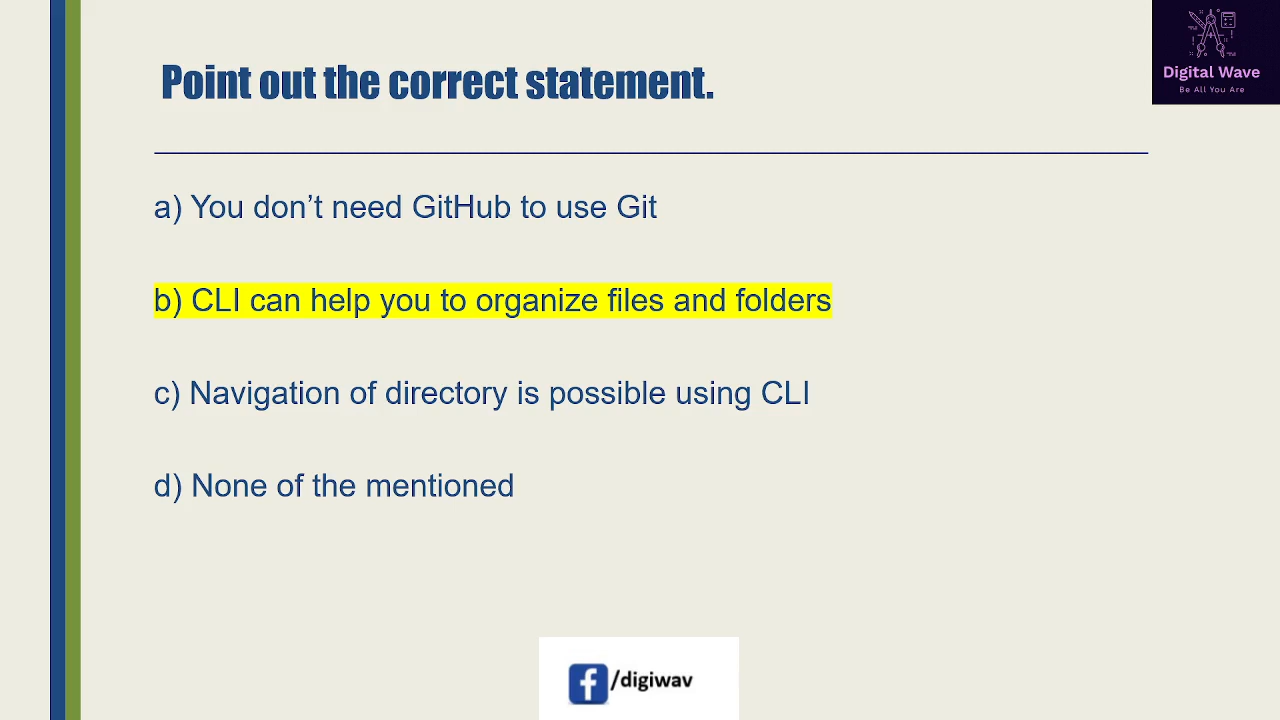 Digital Wave
Be All You Are
Point out the correct statement.
a) You don’t need GitHub to use Git
b) CLI can help you to organize files and folders
c) Navigation of directory is possible using CLI
d) None of the mentioned
f/digiwav